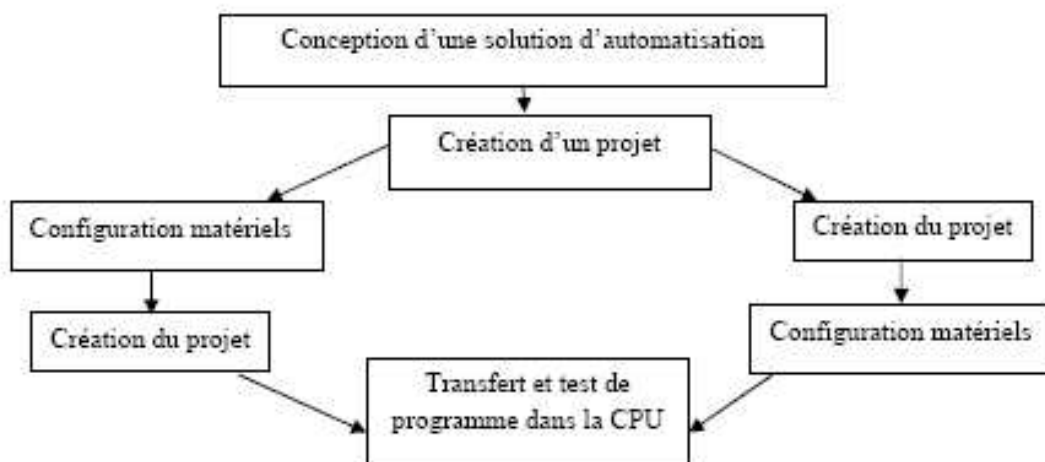 Conception d'une solution d'automatisation
Création d'un projet
Configuration matériels
Création du projet
Création du projet
Configuration matériels
Transfert et test de
programme dans la CPU